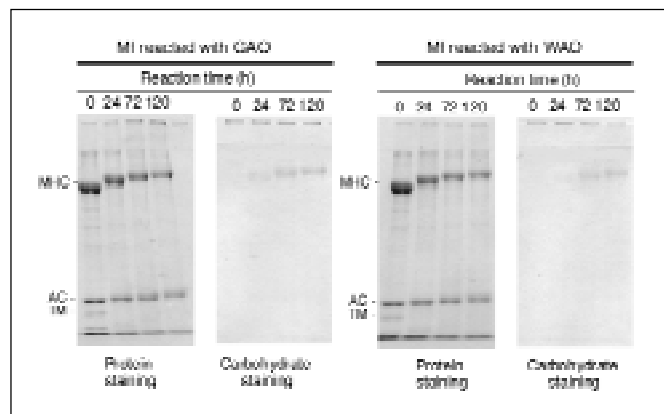 MI reacted with GAO
MI reacted with WAO
Reaction time (h)
Reaction time (h)
0 24 72 120
0 24 72 120
0 24 72 120
0 24 72 120
MHC
MHC
AC
TM
AC
TM
Protein
staining
Carbohydrate
staining
Protein
staining
Carbohydrate
staining